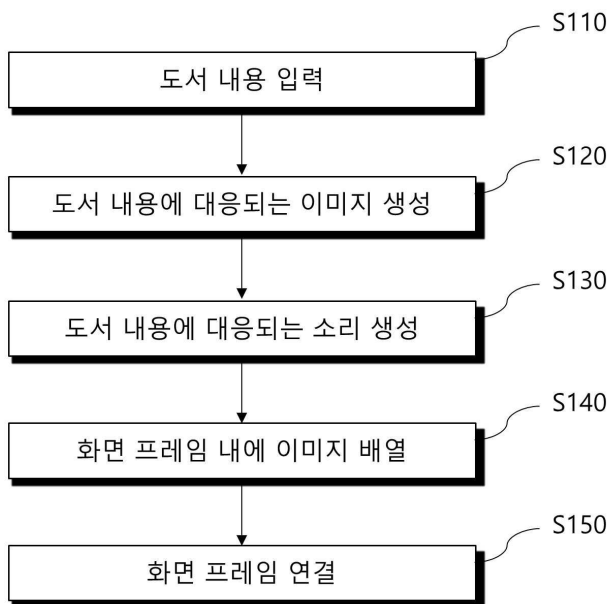 S110
도서 내용 입력
S120
도서 내용에 대응되는 이미지 생성
S130
도서 내용에 대응되는 소리 생성
S140
화면 프레임 내에 이미지 배열
S150
화면 프레임 연결